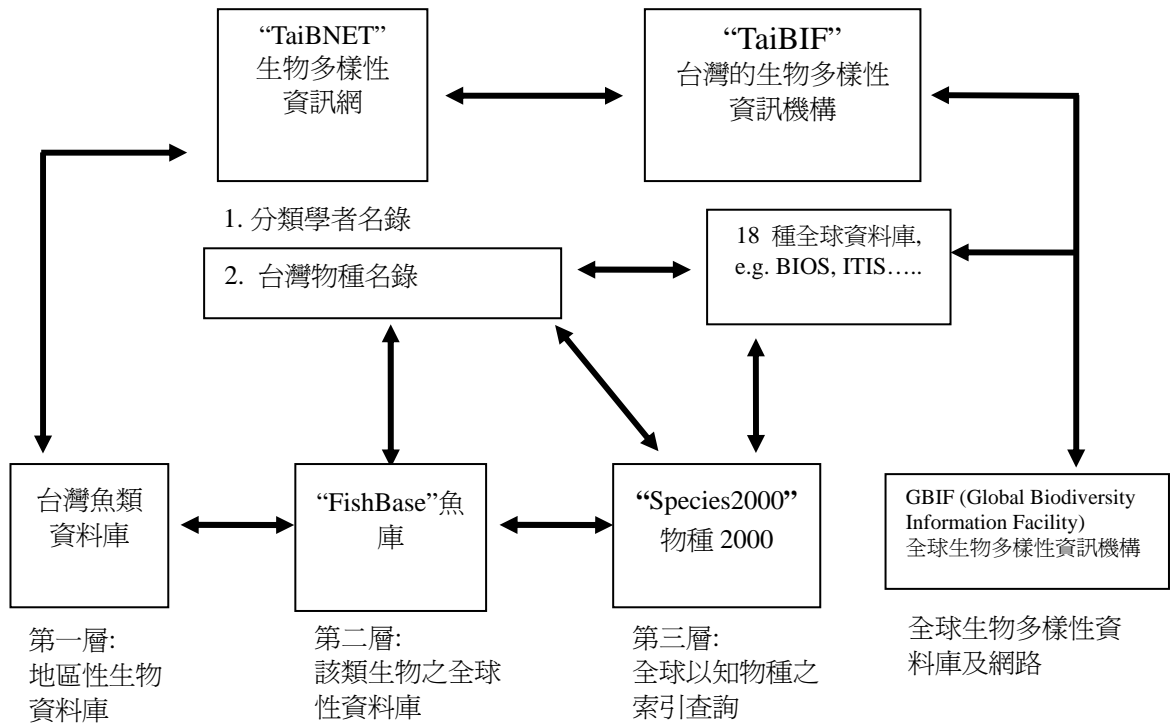 “TaiBNET”
生物多樣性
資訊網
“TaiBIF”
台灣的生物多樣性
資訊機構
1. 分類學者名錄
2. 台灣物種名錄
18 種全球資料庫,
e.g. BIOS, ITIS…..
台灣魚類
資料庫
“FishBase”魚
庫
“Species2000”
物種 2000
GBIF (Global Biodiversity
Information Facility)
全球生物多樣性資訊機構
第一層:
地區性生物
資料庫
第二層:
該類生物之全球
性資料庫
第三層:
全球以知物種之
索引查詢
全球生物多樣性資
料庫及網路